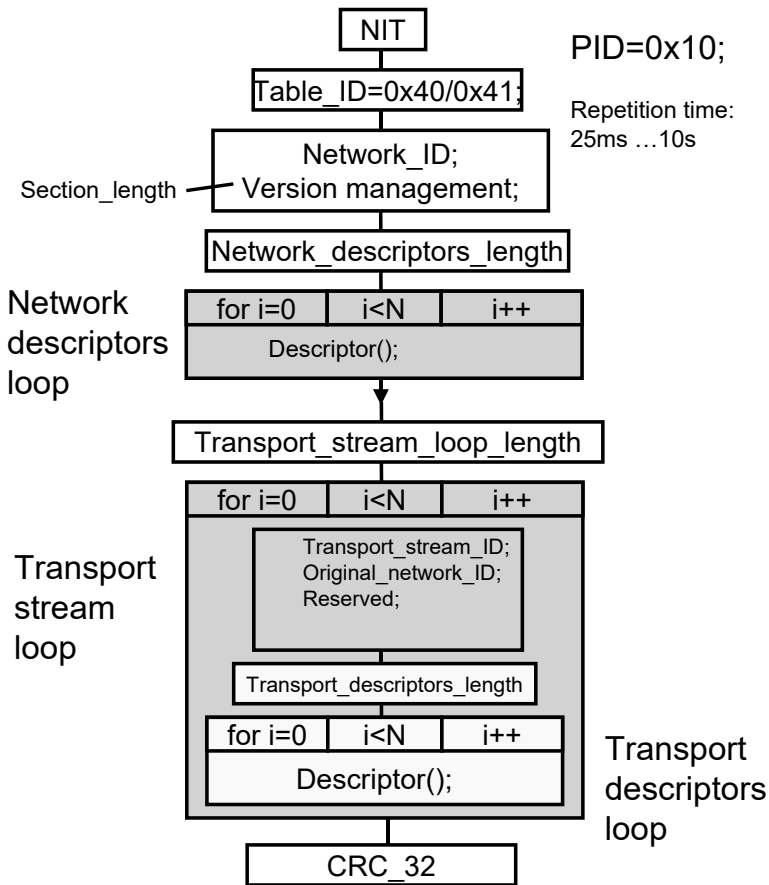 NIT
PID=0x10;
Table_ID=0x40/0x41;
Repetition time:
25ms …10s
Network_ID;
Version management;
Section_length
Network_descriptors_length
Network
descriptors
loop
for i=0 i<N i++
Descriptor();
Transport_stream_loop_length
for i=0 i<N i++
Transport
stream
loop
Transport_stream_ID;
Original_network_ID;
Reserved;
Transport_descriptors_length
for i=0 i<N i++
Descriptor();
Transport
descriptors
loop
CRC_32